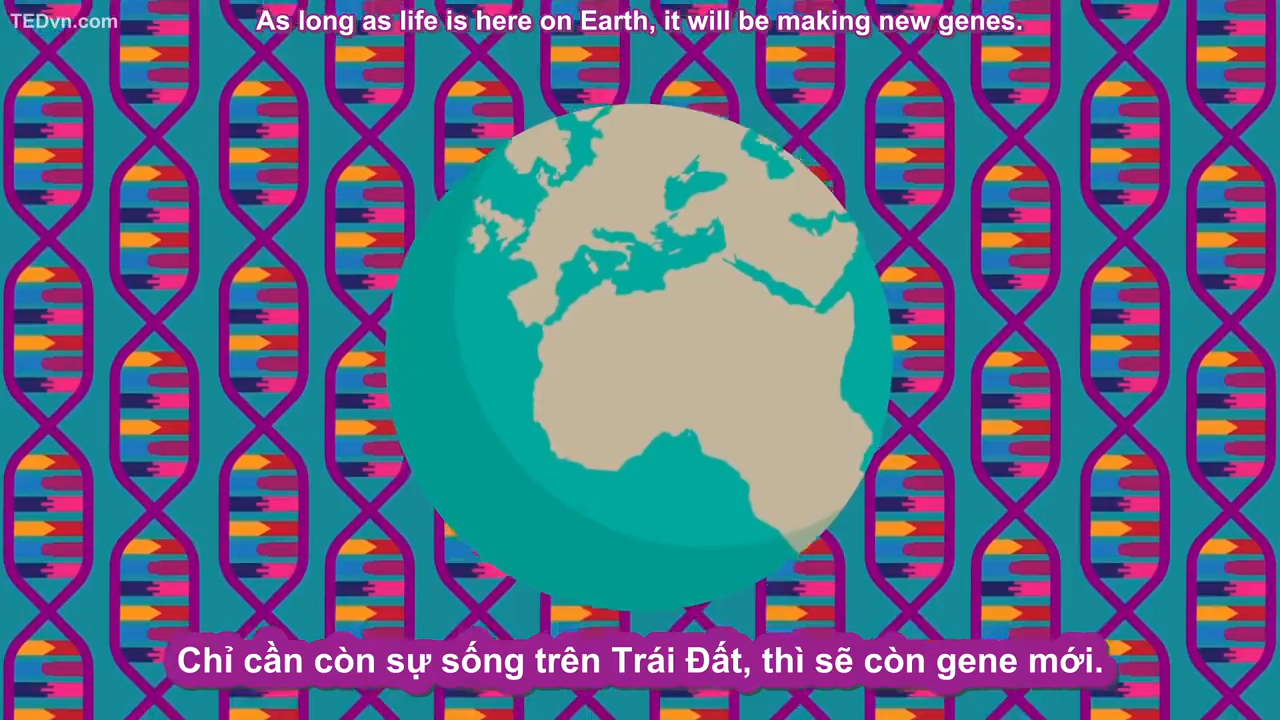 TEDvn.com
As long as life is here on Earth, it will be making new genes.
Chỉ cần còn sự sống trên Trái Đất, thì sẽ còn gene mới.